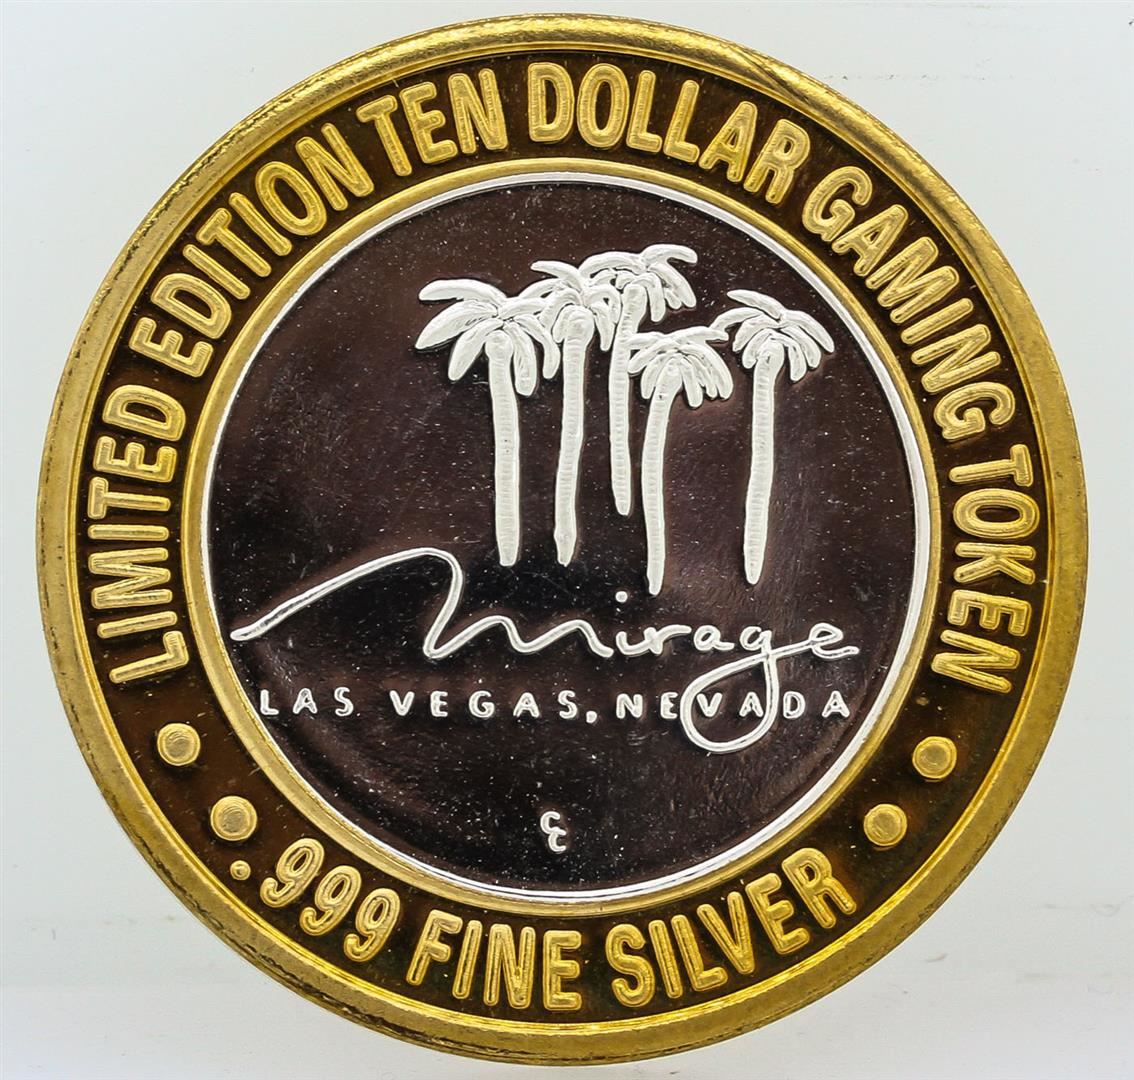 LIMITED EDITION TEN DOLLAR GAMING TOKEN
Mirage
LAS VEGAS, NEVADA
.999 FINE SILVER